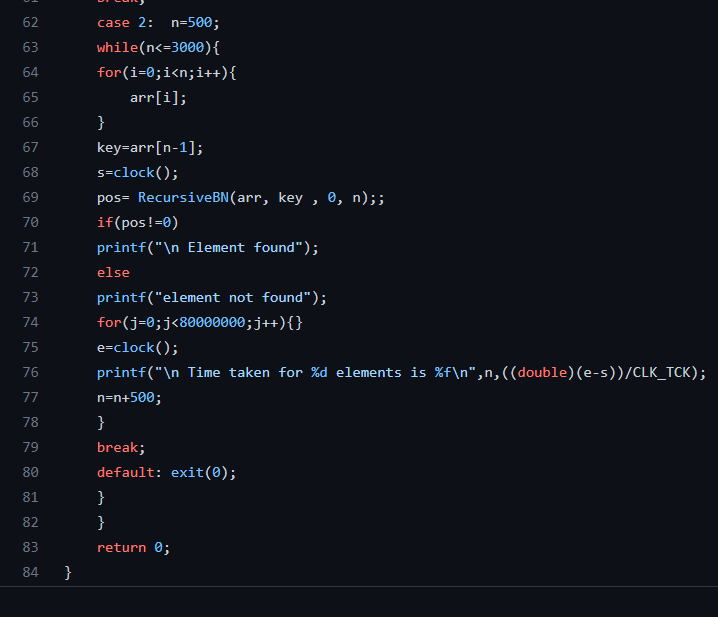 61 break;
62 case 2: n=500;
63 while(n<=3000){
64 for(i=0;i<n;i++){
65 arr[i];
66 }
67 key=arr[n-1];
68 s=clock();
69 pos= RecursiveBN(arr, key , 0, n);;
70 if(pos!=0)
71 printf("\n Element found");
72 else
73 printf("element not found");
74 for(j=0;j<80000000;j++){}
75 e=clock();
76 printf("\n Time taken for %d elements is %f\n",n,((double)(e-s))/CLK_TCK);
77 n=n+500;
78 }
79 break;
80 default: exit(0);
81 }
82 }
83 return 0;
84 }